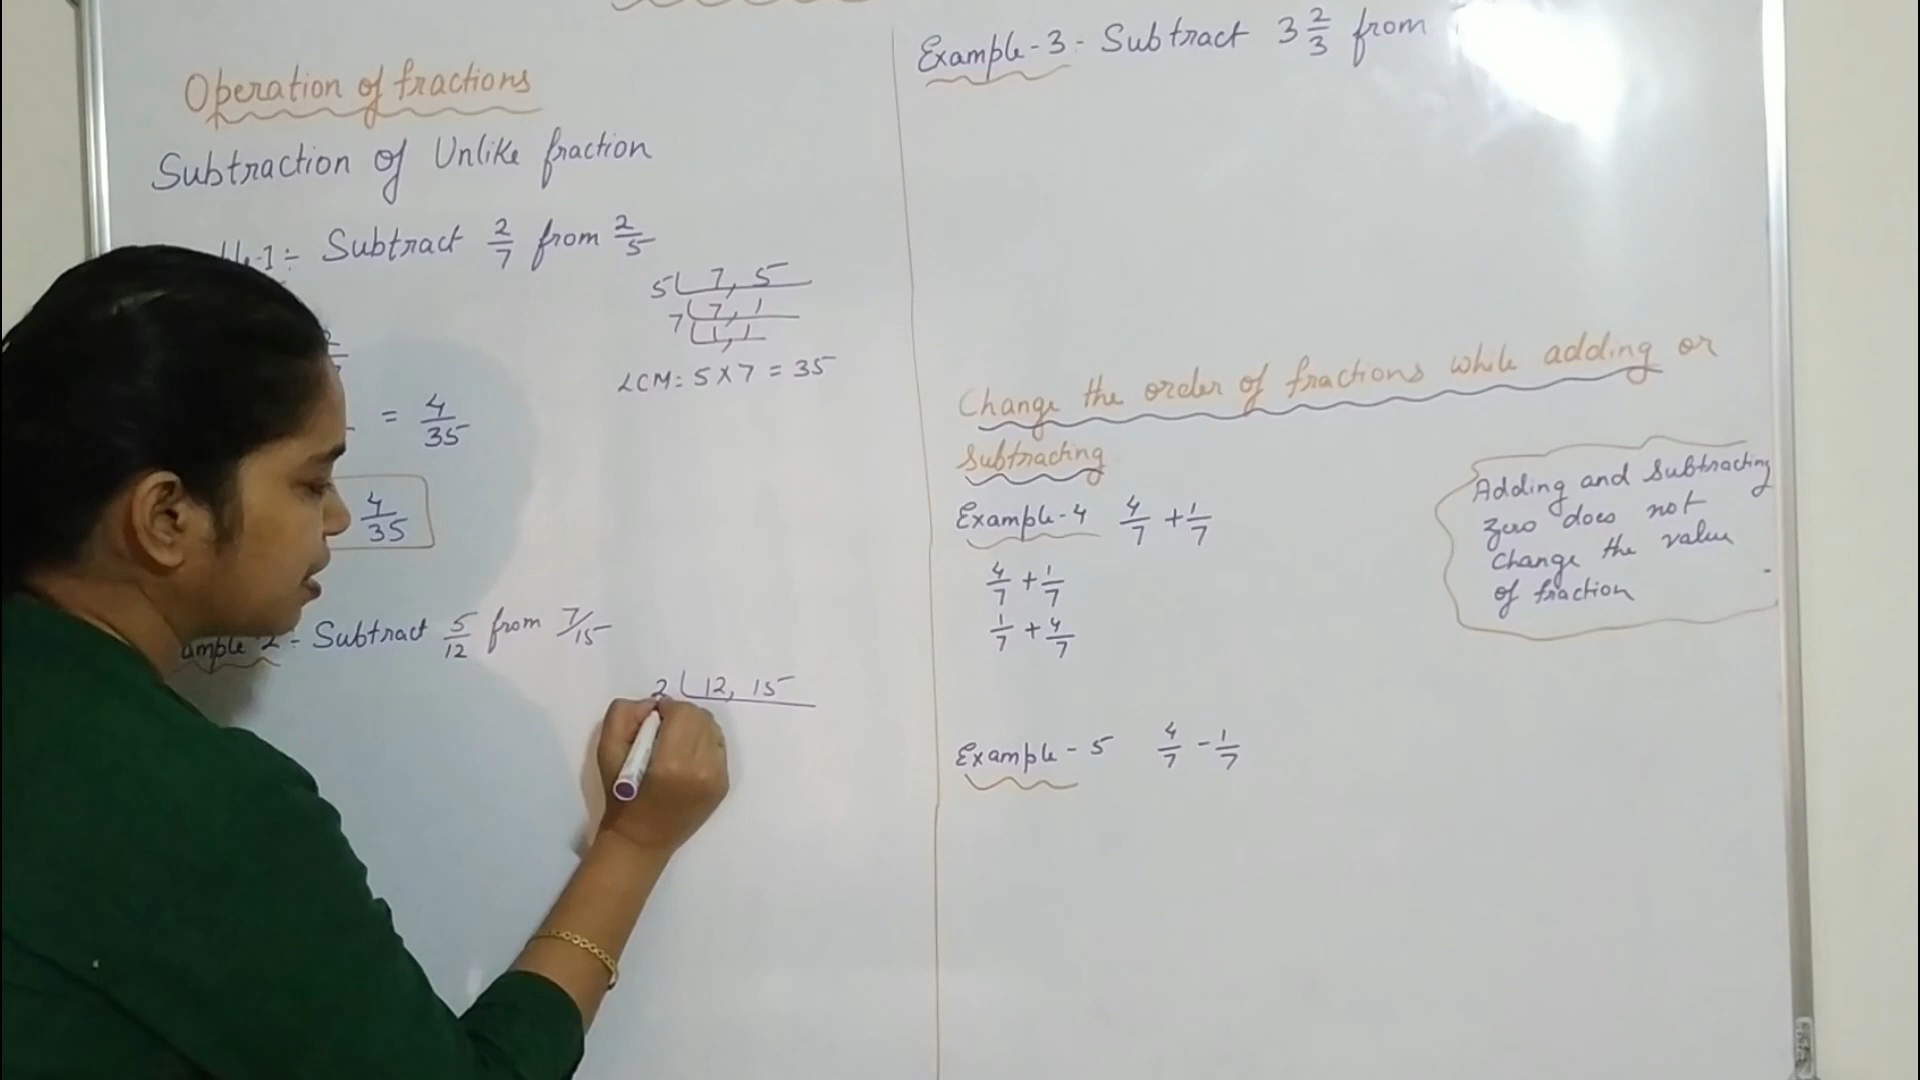 Operation of fractions
Subtraction of Unlike fraction
Subtract 2/7 from 2/5
5 7, 5
7 7, 1
1, 1
LCM: 5 X 7 = 35
= 4/35
4/35
ample 2 :- Subtract 5/12 from 7/15
2 12, 15
Example-3 :- Subtract 3 2/3 from
Change the order of fractions while adding or
Subtracting
Example-4 4/7 + 1/7
4/7 + 1/7
1/7 + 4/7
Example-5 4/7 - 1/7
Adding and Subtracting
zero does not
change the value
of fraction